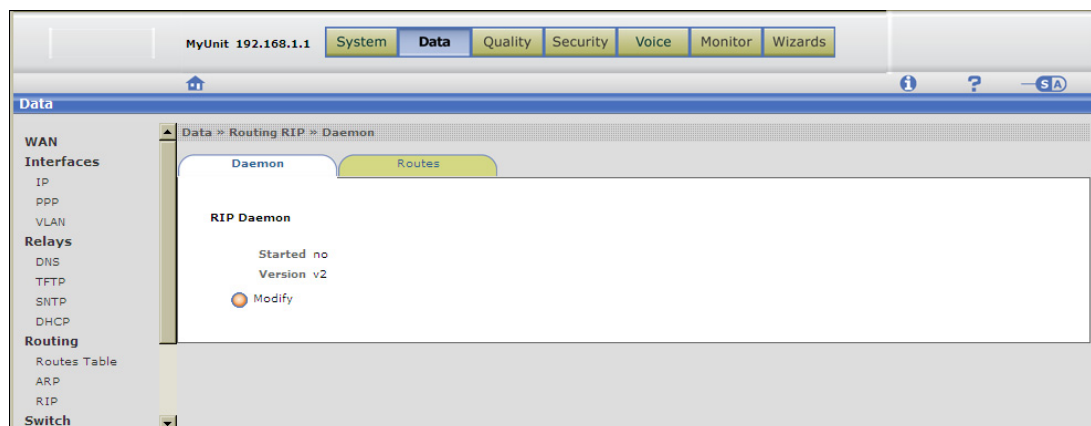 MyUnit 192.168.1.1 System Data Quality Security Voice Monitor Wizards
i ? SA
Data
WAN
Interfaces
IP
PPP
VLAN
Relays
DNS
TFTP
SNTP
DHCP
Routing
Routes Table
ARP
RIP
Switch
Data » Routing RIP » Daemon
Daemon Routes
RIP Daemon
Started no
Version v2
Modify